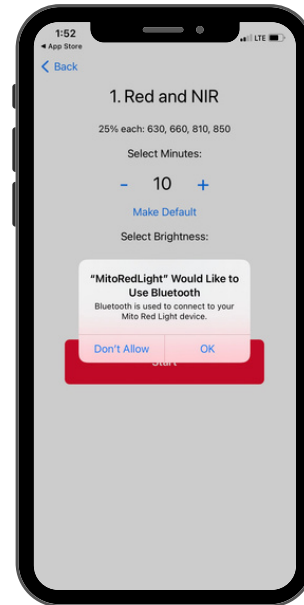 1:52
LTE
◀ App Store
Back
1. Red and NIR
25% each: 630, 660, 810, 850
Select Minutes:
- 10 +
Make Default
Select Brightness:
“MitoRedLight” Would Like to
Use Bluetooth
Bluetooth is used to connect to your
Mito Red Light device.
Don't Allow OK
Start